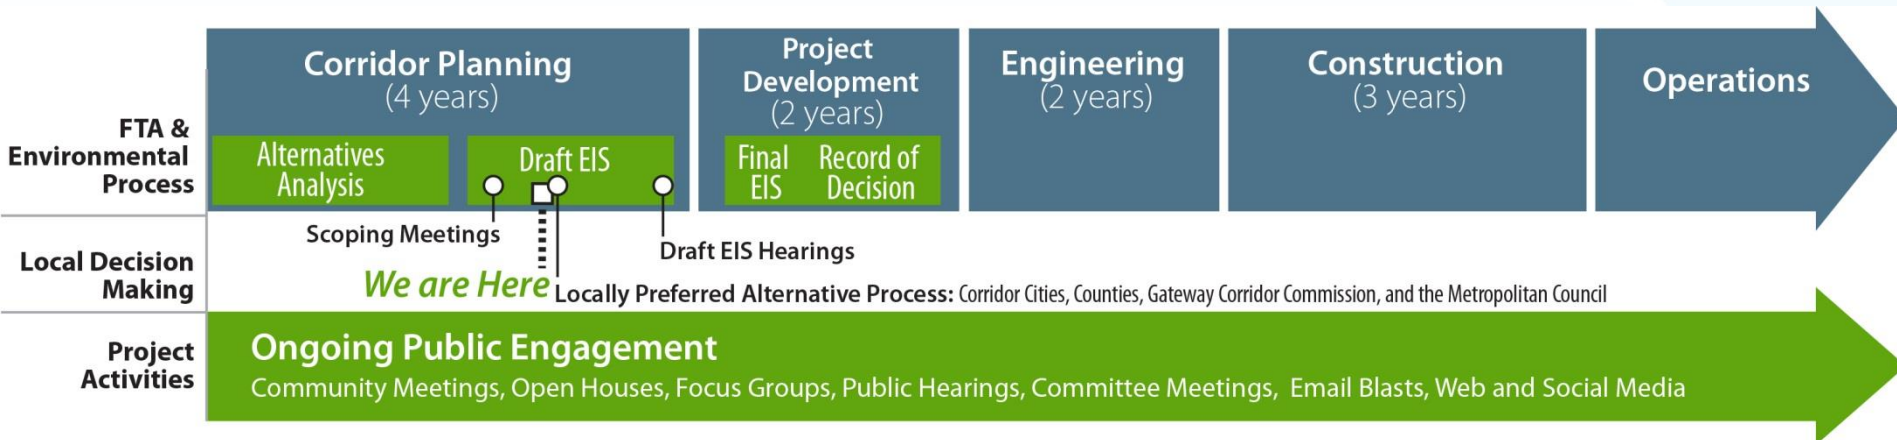 Corridor Planning
(4 years)
Project
Development
(2 years)
Engineering
(2 years)
Construction
(3 years)
Operations
FTA &
Environmental
Process
Alternatives
Analysis
Draft EIS
Final
EIS
Record of
Decision
Scoping Meetings
Draft EIS Hearings
Local Decision
Making
We are Here
Locally Preferred Alternative Process: Corridor Cities, Counties, Gateway Corridor Commission, and the Metropolitan Council
Project
Activities
Ongoing Public Engagement
Community Meetings, Open Houses, Focus Groups, Public Hearings, Committee Meetings, Email Blasts, Web and Social Media